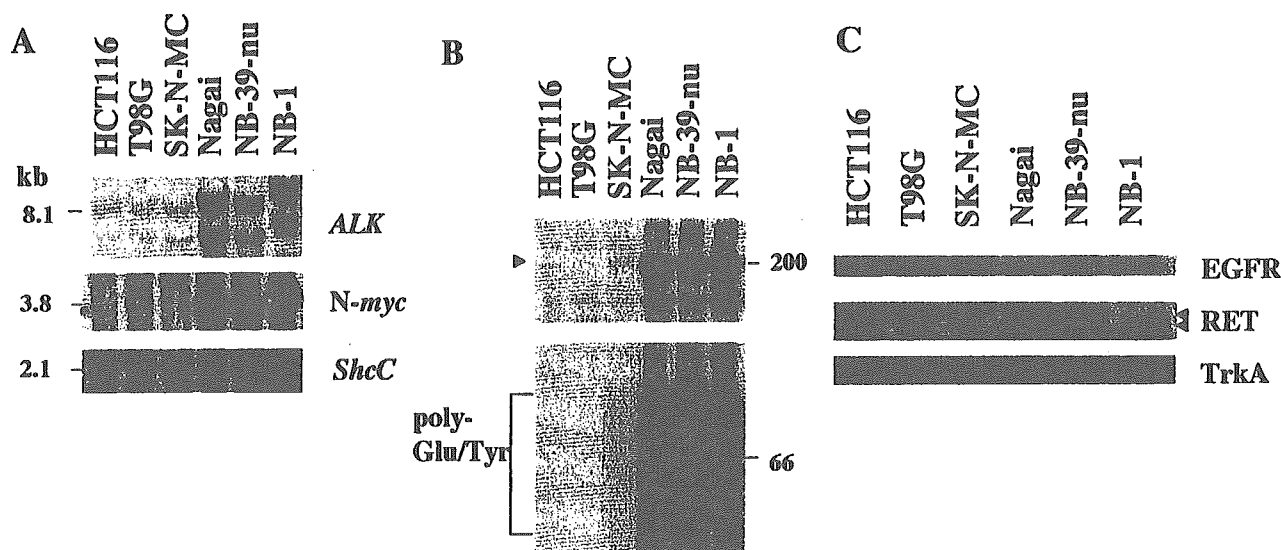 A
HCT116
T98G
SK-N-MC
Nagai
NB-39-nu
NB-1
kb
8.1
ALK
3.8
N-myc
2.1
ShcC
B
HCT116
T98G
SK-N-MC
Nagai
NB-39-nu
NB-1
200
poly-
Glu/Tyr
66
C
HCT116
T98G
SK-N-MC
Nagai
NB-39-nu
NB-1
EGFR
RET
TrkA